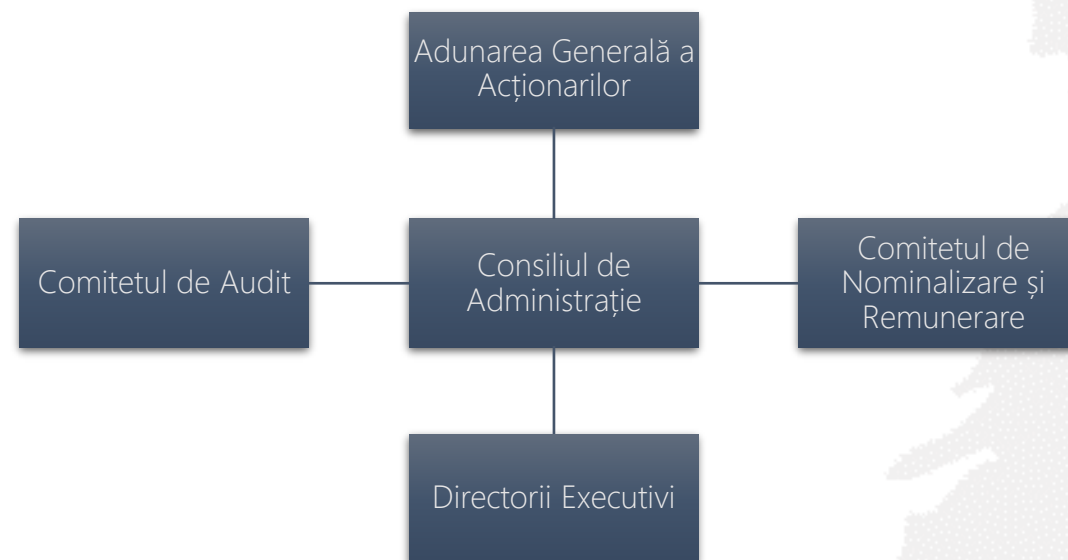 Adunarea Generală a
Acționarilor
Comitetul de Audit
Consiliul de
Administrație
Comitetul de
Nominalizare și
Remunerare
Directorii Executivi